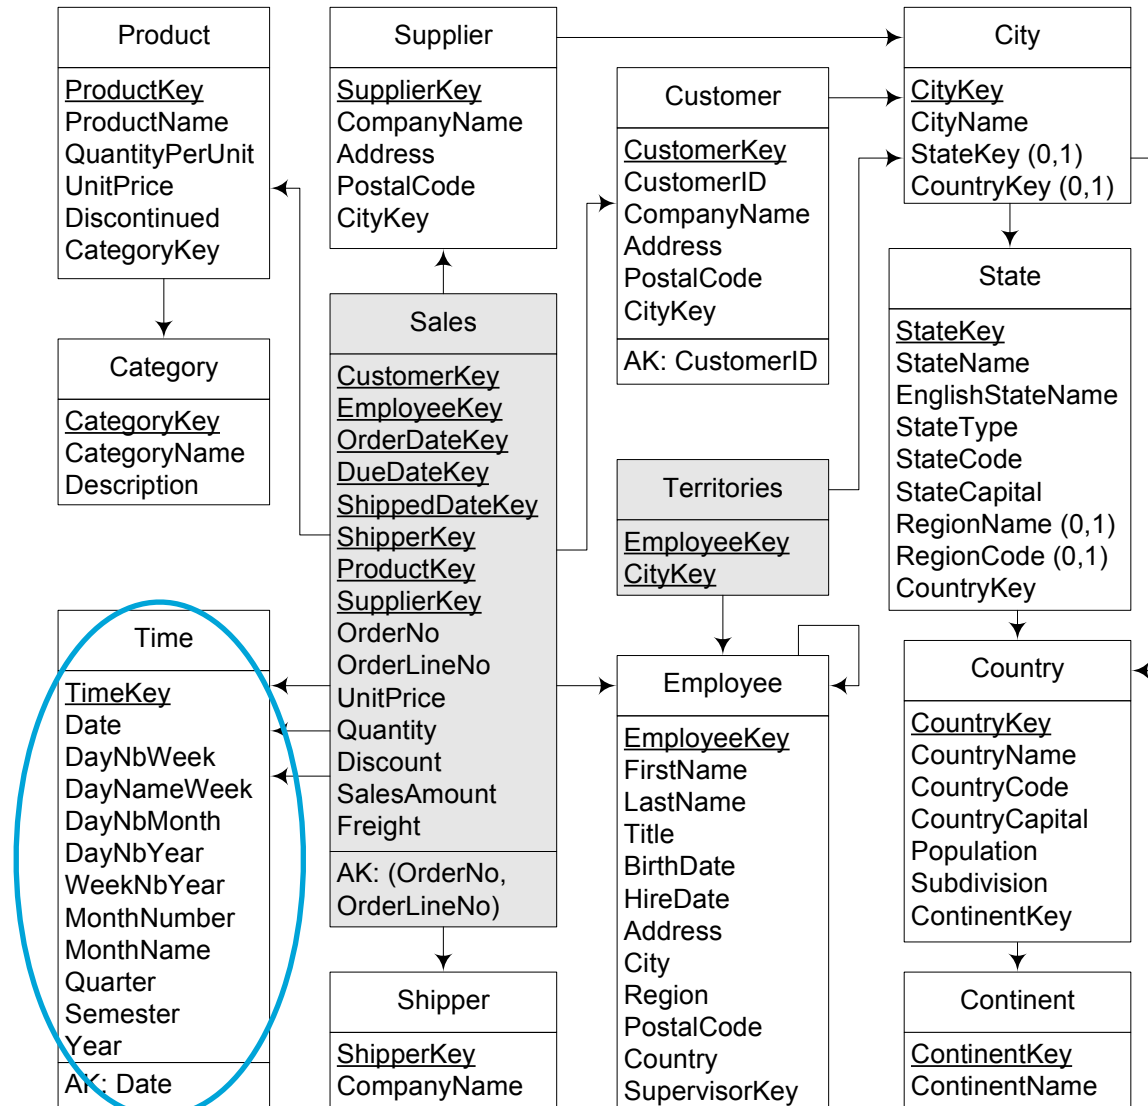 Product
ProductKey
ProductName
QuantityPerUnit
UnitPrice
Discontinued
CategoryKey
Category
CategoryKey
CategoryName
Description
Time
TimeKey
Date
DayNbWeek
DayNameWeek
DayNbMonth
DayNbYear
WeekNbYear
MonthNumber
MonthName
Quarter
Semester
Year
AK: Date
Supplier
SupplierKey
CompanyName
Address
PostalCode
CityKey
Sales
CustomerKey
EmployeeKey
OrderDateKey
DueDateKey
ShippedDateKey
ShipperKey
ProductKey
SupplierKey
OrderNo
OrderLineNo
UnitPrice
Quantity
Discount
SalesAmount
Freight
AK: (OrderNo,
OrderLineNo)
Shipper
ShipperKey
CompanyName
Customer
CustomerKey
CustomerID
CompanyName
Address
PostalCode
CityKey
AK: CustomerID
Territories
EmployeeKey
CityKey
Employee
EmployeeKey
FirstName
LastName
Title
BirthDate
HireDate
Address
City
Region
PostalCode
Country
SupervisorKey
City
CityKey
CityName
StateKey (0,1)
CountryKey (0,1)
State
StateKey
StateName
EnglishStateName
StateType
StateCode
StateCapital
RegionName (0,1)
RegionCode (0,1)
CountryKey
Country
CountryKey
CountryName
CountryCode
CountryCapital
Population
Subdivision
ContinentKey
Continent
ContinentKey
ContinentName